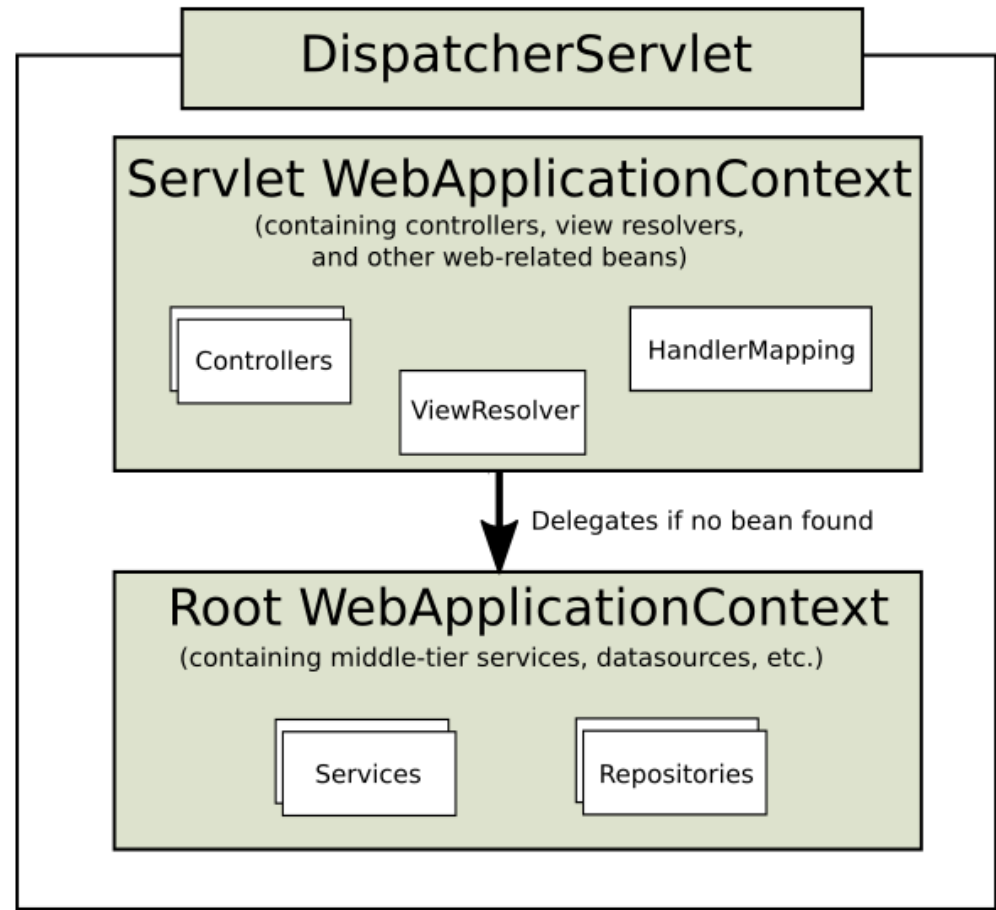 DispatcherServlet
Servlet WebApplicationContext
(containing controllers, view resolvers,
and other web-related beans)
Controllers
HandlerMapping
ViewResolver
Delegates if no bean found
Root WebApplicationContext
(containing middle-tier services, datasources, etc.)
Services
Repositories